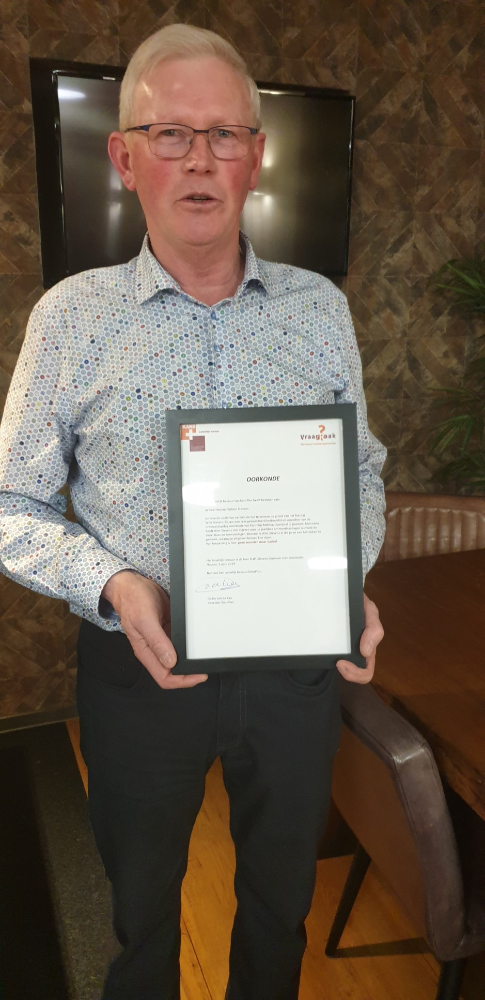 KANS
Landelijk bureau
Vraagraak
OORKONDE
delijk bestuur van KansPlus heeft besloten aan:
de heer Berend Willem Stevens
de zilveren speld van verdienste toe te kennen op grond van het feit dat
Wim Stevens 25 jaar een zeer gewaardeerd bestuurslid en voorzitter van de
ontmoetingsdag commissie van KansPlus Midden Overijssel is geweest. Met name
heeft Wim Stevens zich ingezet voor de jaarlijkse ontmoetingsdagen alsmede de
sinterklaas en kerstvieringen. Bovenal is Wim Stevens al die jaren een betrokken lid
geweest, waarop je altijd een beroep kon doen.
Van toepassing is hier: geen woorden maar daden!
Het landelijk bestuur is de heer B.W. Stevens daarvoor zeer erkentelijk.
Houten, 3 april 2019
Namens het landelijk bestuur KansPlus,
Dickie van de Kaa
directeur KansPlus